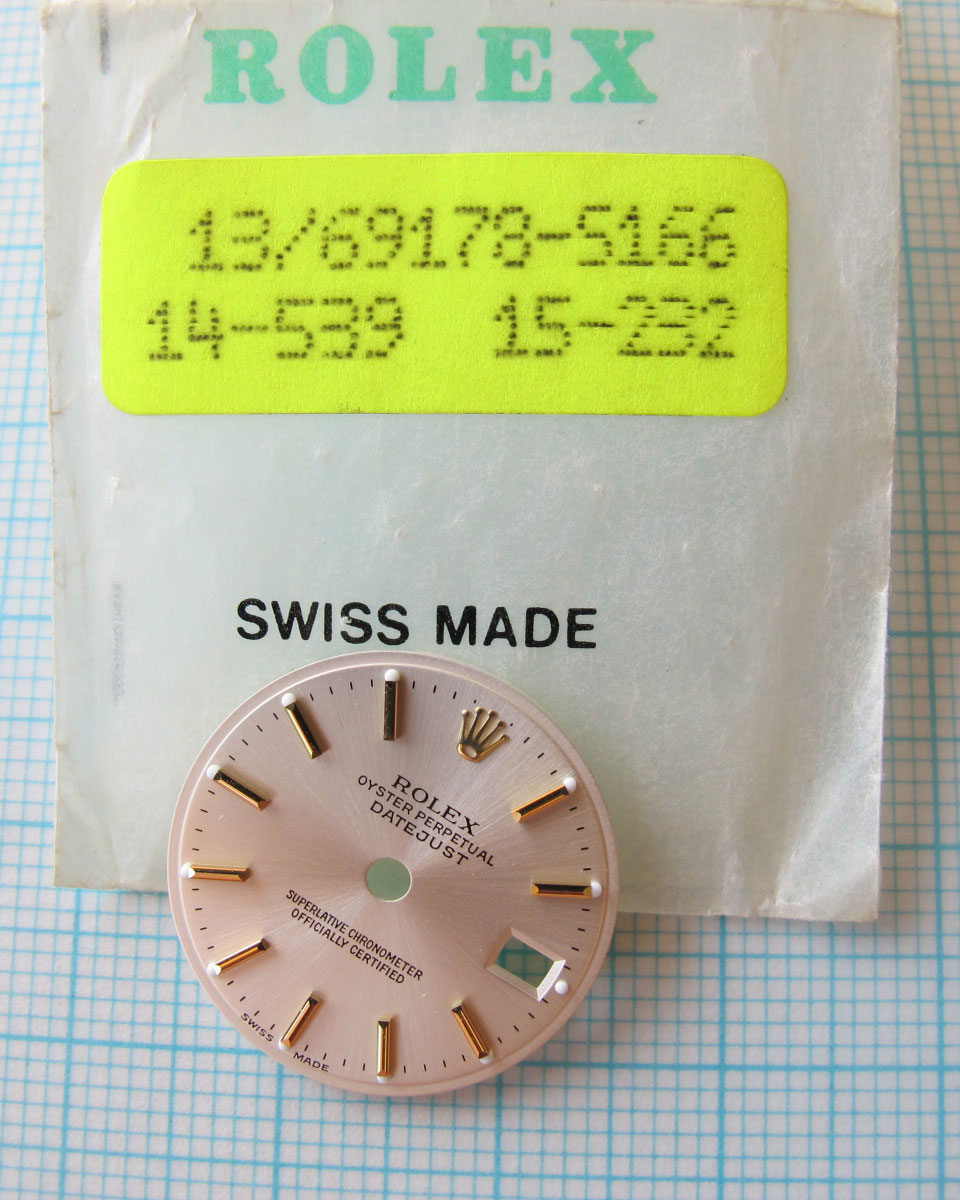 ROLEX
13/69178-5166
14-539 15-232
SWISS MADE
ROLEX
OYSTER PERPETUAL
DATEJUST
SUPERLATIVE CHRONOMETER
OFFICIALLY CERTIFIED
SWISS MADE